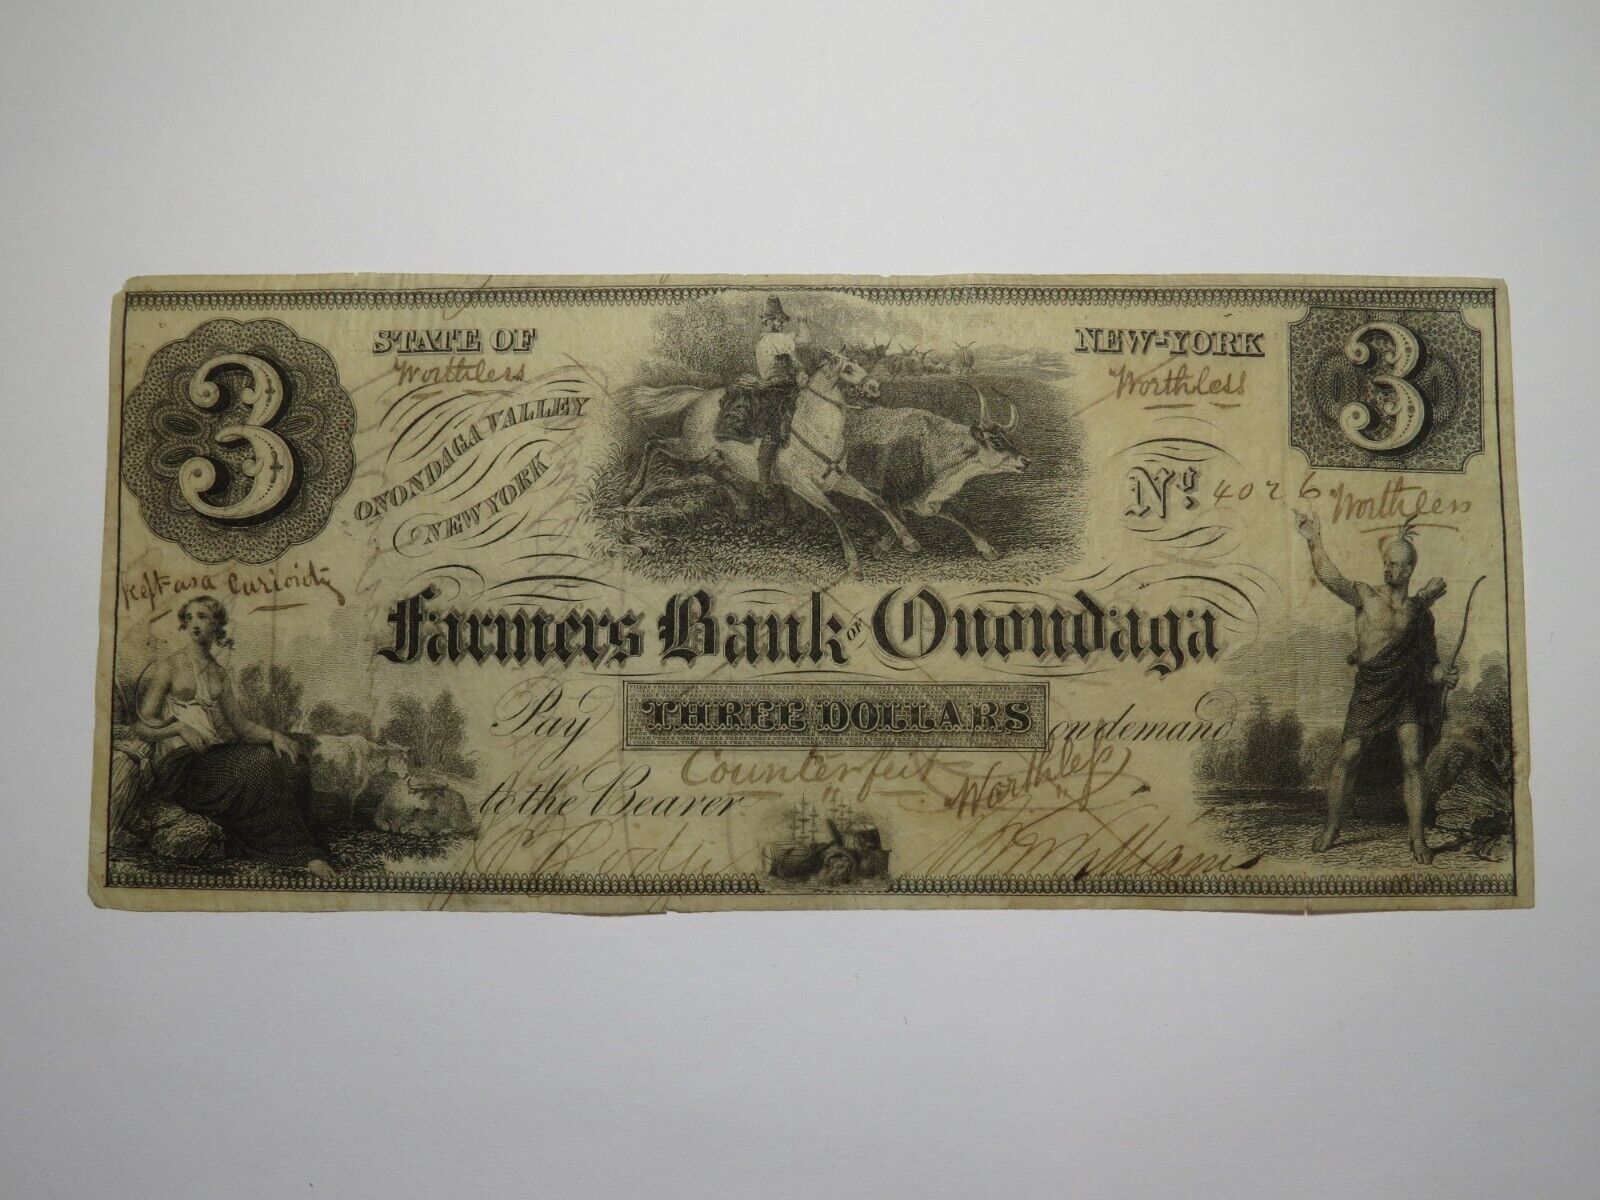 3 STATE OF NEW-YORK 3
Worthless Worthless
ONONDAGA VALLEY
NEW YORK
No. 4026 Worthless
Kept as a Curiosity
Farmers Bank OF Onondaga
Pay THREE DOLLARS on demand
Counterfeit Worthless
to the Bearer
Williams